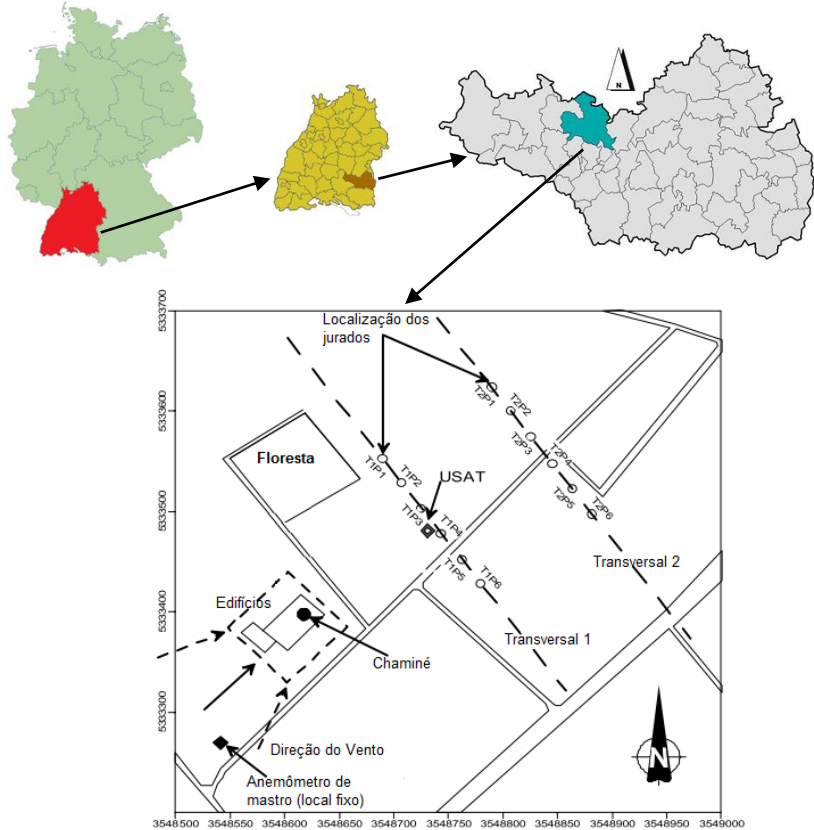 N
5333700
5333600
5333500
5333400
5333300
Localização dos
jurados
T2P1
T2P2
T2P3
T2P4
T2P5
T2P6
Floresta
T1P1
T1P2
T1P3
T1P4
T1P5
T1P6
USAT
Transversal 2
Edifícios
Transversal 1
Chaminé
Direção do Vento
Anemômetro de
mastro (local fixo)
N
3548500 3548550 3548600 3548650 3548700 3548750 3548800 3548850 3548900 3548950 3549000